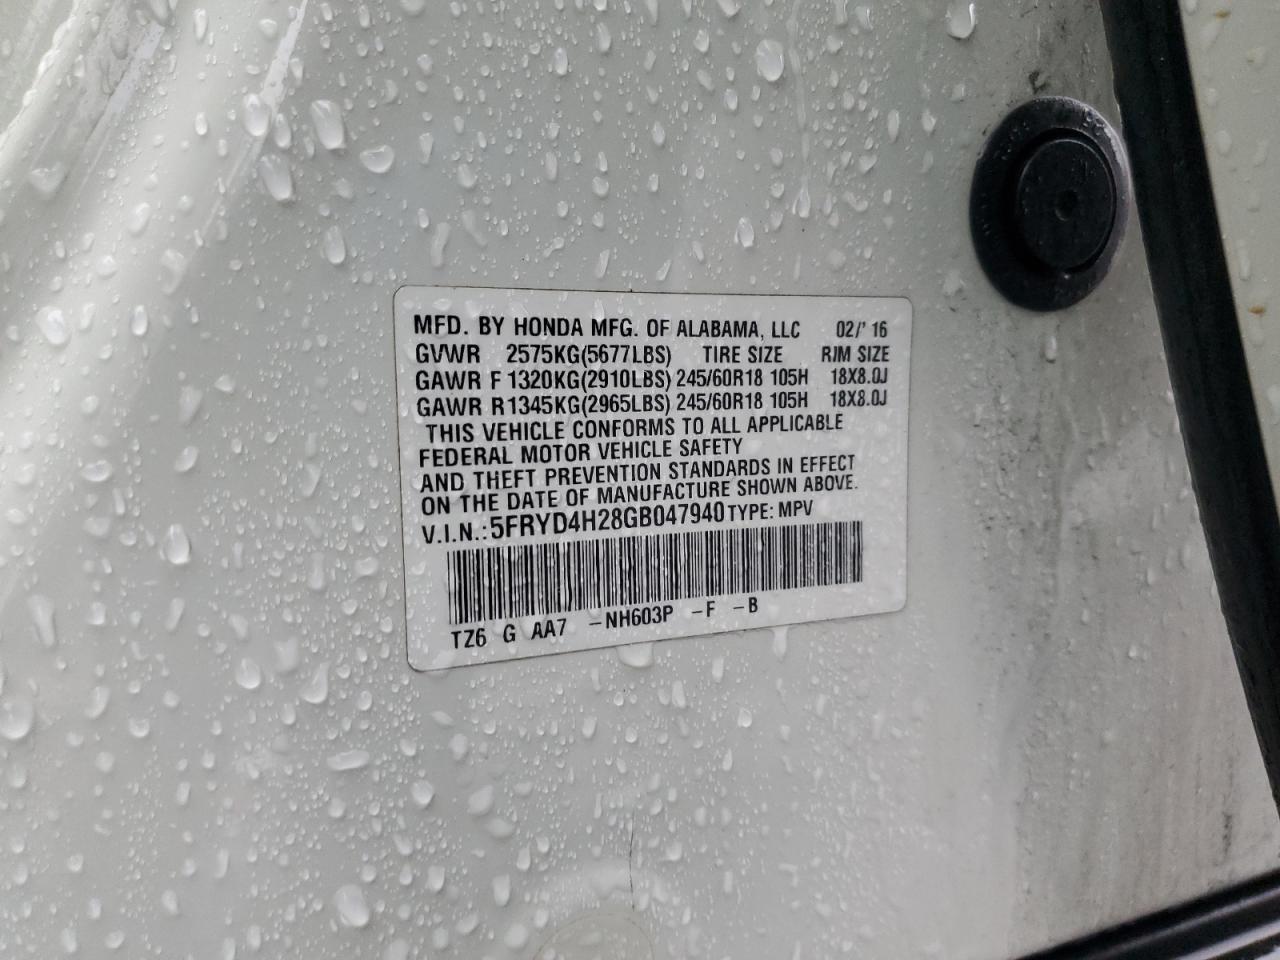 MFD. BY HONDA MFG. OF ALABAMA, LLC 02/'16
GVWR 2575KG(5677LBS) TIRE SIZE RIM SIZE
GAWR F 1320KG(2910LBS) 245/60R18 105H 18X8.0J
GAWR R1345KG(2965LBS) 245/60R18 105H 18X8.0J
THIS VEHICLE CONFORMS TO ALL APPLICABLE
FEDERAL MOTOR VEHICLE SAFETY
AND THEFT PREVENTION STANDARDS IN EFFECT
ON THE DATE OF MANUFACTURE SHOWN ABOVE.
V.I.N.:5FRYD4H28GB047940 TYPE: MPV
TZ6 G AA7 -NH603P -F -B